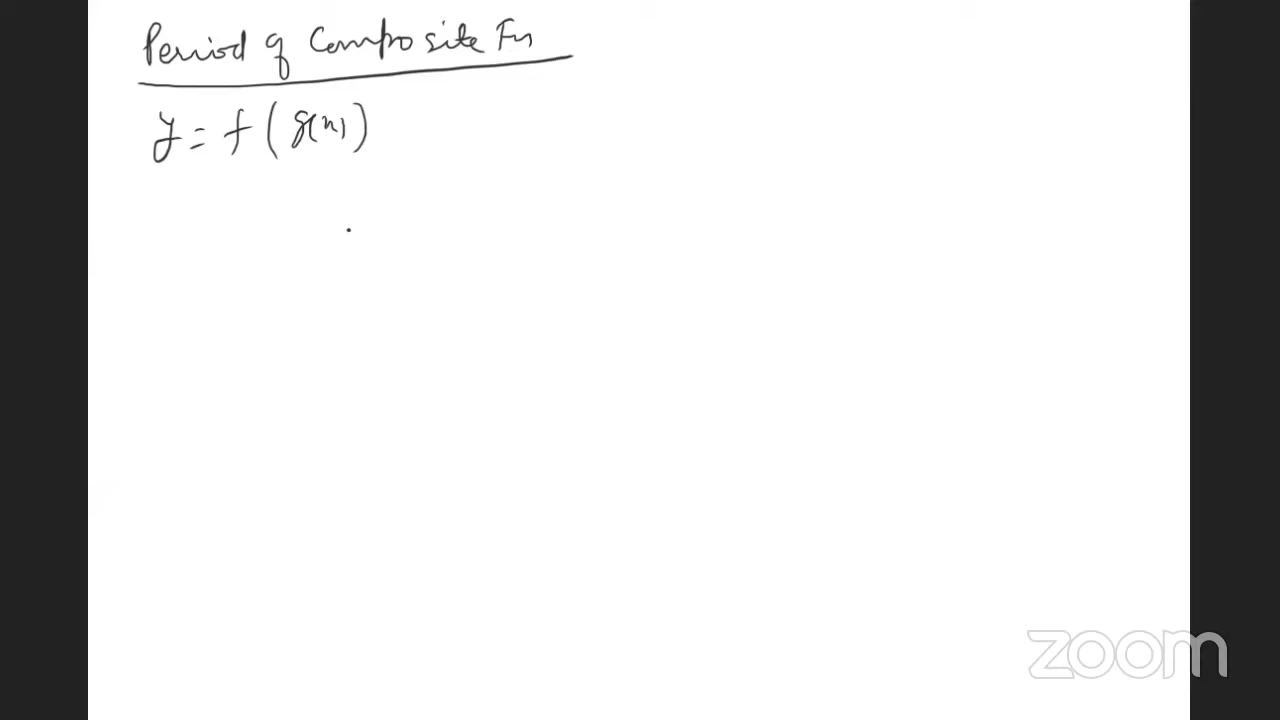 Period of Composite Fn
y = f(g(x))
zoom